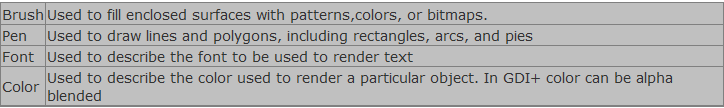 Brush Used to fill enclosed surfaces with patterns,colors, or bitmaps.
Pen Used to draw lines and polygons, including rectangles, arcs, and pies
Font Used to describe the font to be used to render text
Color Used to describe the color used to render a particular object. In GDI+ color can be alpha
blended